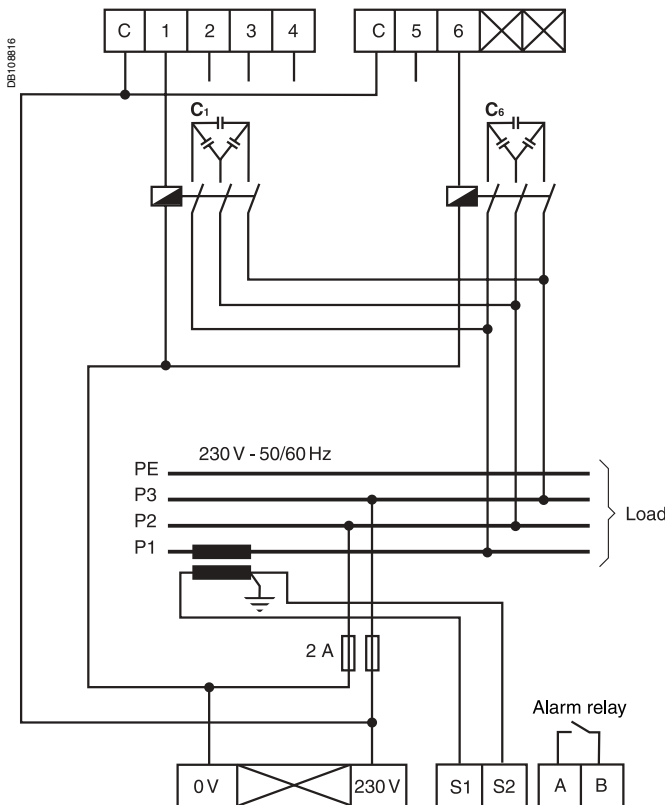 DB108816
C 1 2 3 4 C 5 6
C1 C6
230 V - 50/60 Hz
PE
P3
P2
P1
Load
2 A
Alarm relay
0 V 230 V S1 S2 A B